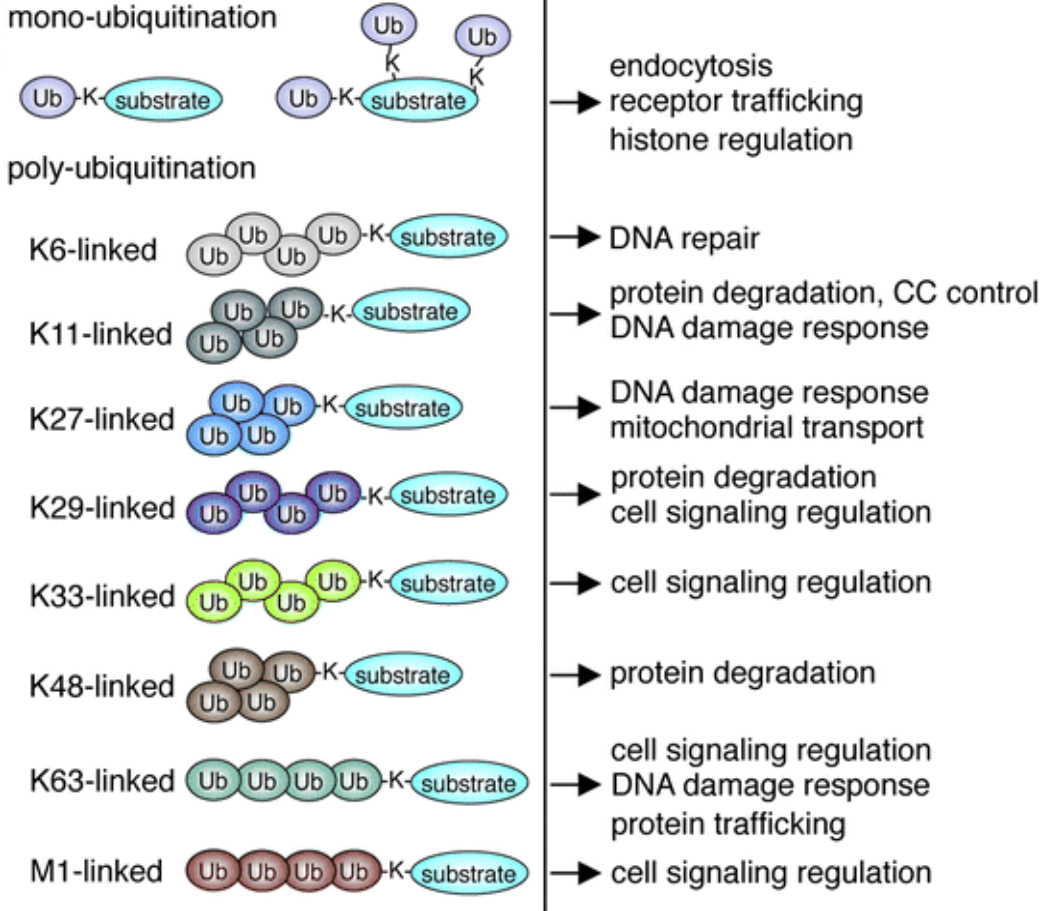 mono-ubiquitination
Ub
Ub
Ub -K- substrate
Ub -K- substrate
K
K
endocytosis
receptor trafficking
histone regulation
poly-ubiquitination
K6-linked
Ub Ub Ub Ub -K- substrate
DNA repair
K11-linked
Ub Ub Ub Ub -K- substrate
protein degradation, CC control
DNA damage response
K27-linked
Ub Ub Ub Ub -K- substrate
DNA damage response
mitochondrial transport
K29-linked
Ub Ub Ub Ub -K- substrate
protein degradation
cell signaling regulation
K33-linked
Ub Ub Ub Ub -K- substrate
cell signaling regulation
K48-linked
Ub Ub Ub Ub -K- substrate
protein degradation
K63-linked
Ub Ub Ub Ub -K- substrate
cell signaling regulation
DNA damage response
protein trafficking
M1-linked
Ub Ub Ub Ub -K- substrate
cell signaling regulation